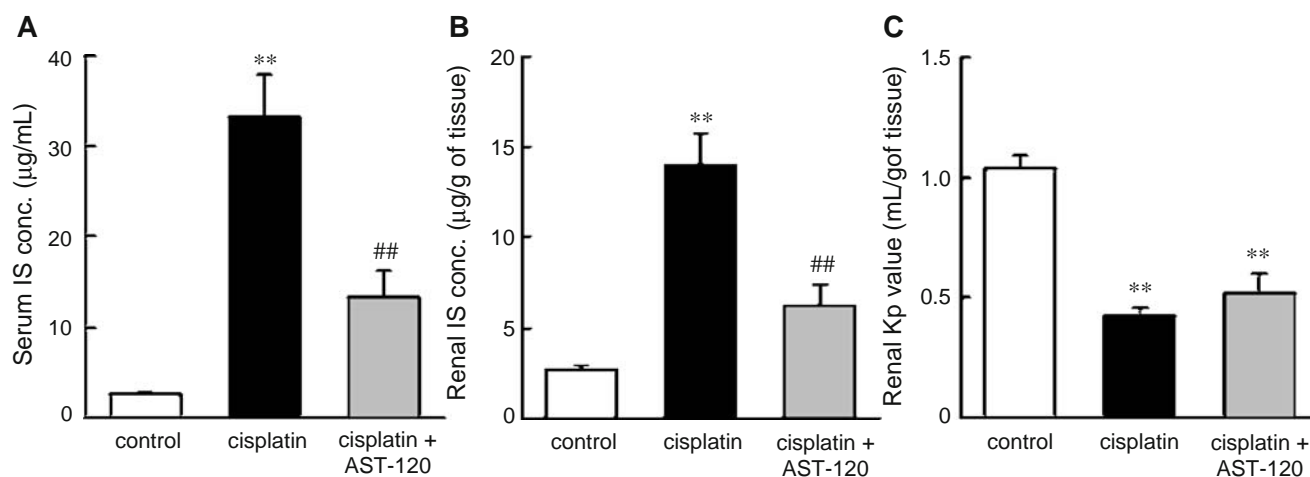 A
Serum IS conc. (μg/mL)
40
30
20
10
0
**
##
control
cisplatin
cisplatin +
AST-120
B
Renal IS conc. (μg/g of tissue)
20
15
10
5
0
**
##
control
cisplatin
cisplatin +
AST-120
C
Renal Kp value (mL/gof tissue)
1.5
1.0
0.5
0
**
**
control
cisplatin
cisplatin +
AST-120